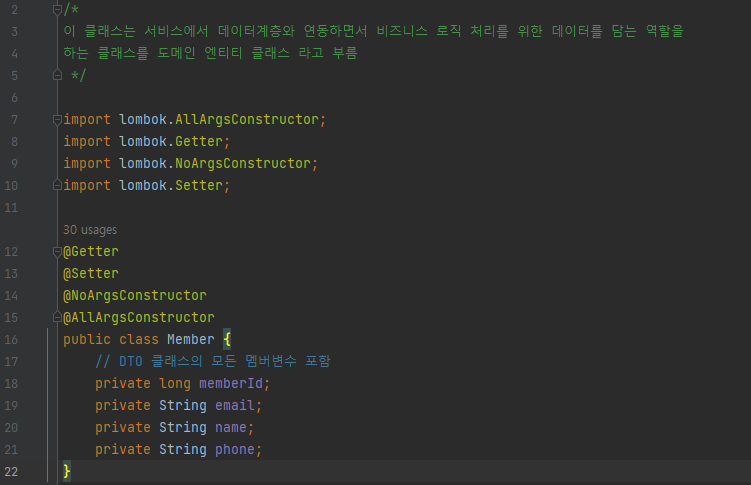 2 /*
3 이 클래스는 서비스에서 데이터계층와 연동하면서 비즈니스 로직 처리를 위한 데이터를 담는 역할을
4 하는 클래스를 도메인 엔티티 클래스 라고 부름
5 */
6
7 import lombok.AllArgsConstructor;
8 import lombok.Getter;
9 import lombok.NoArgsConstructor;
10 import lombok.Setter;
11
30 usages
12 @Getter
13 @Setter
14 @NoArgsConstructor
15 @AllArgsConstructor
16 public class Member {
17 // DTO 클래스의 모든 멤버변수 포함
18 private long memberId;
19 private String email;
20 private String name;
21 private String phone;
22 }